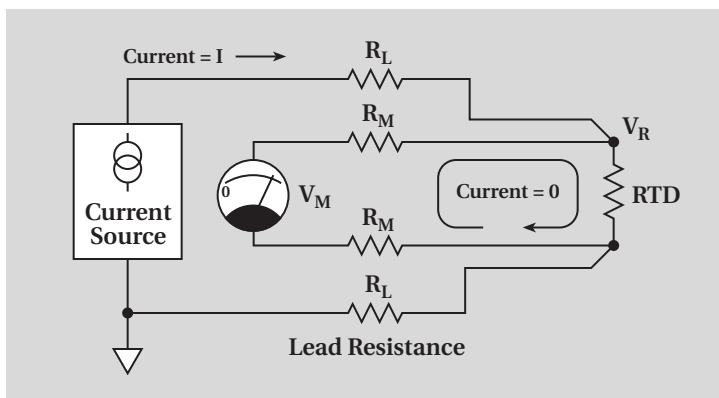 Current = I
R_L
R_M
V_R
Current = 0
RTD
0
V_M
Current
Source
R_M
R_L
Lead Resistance